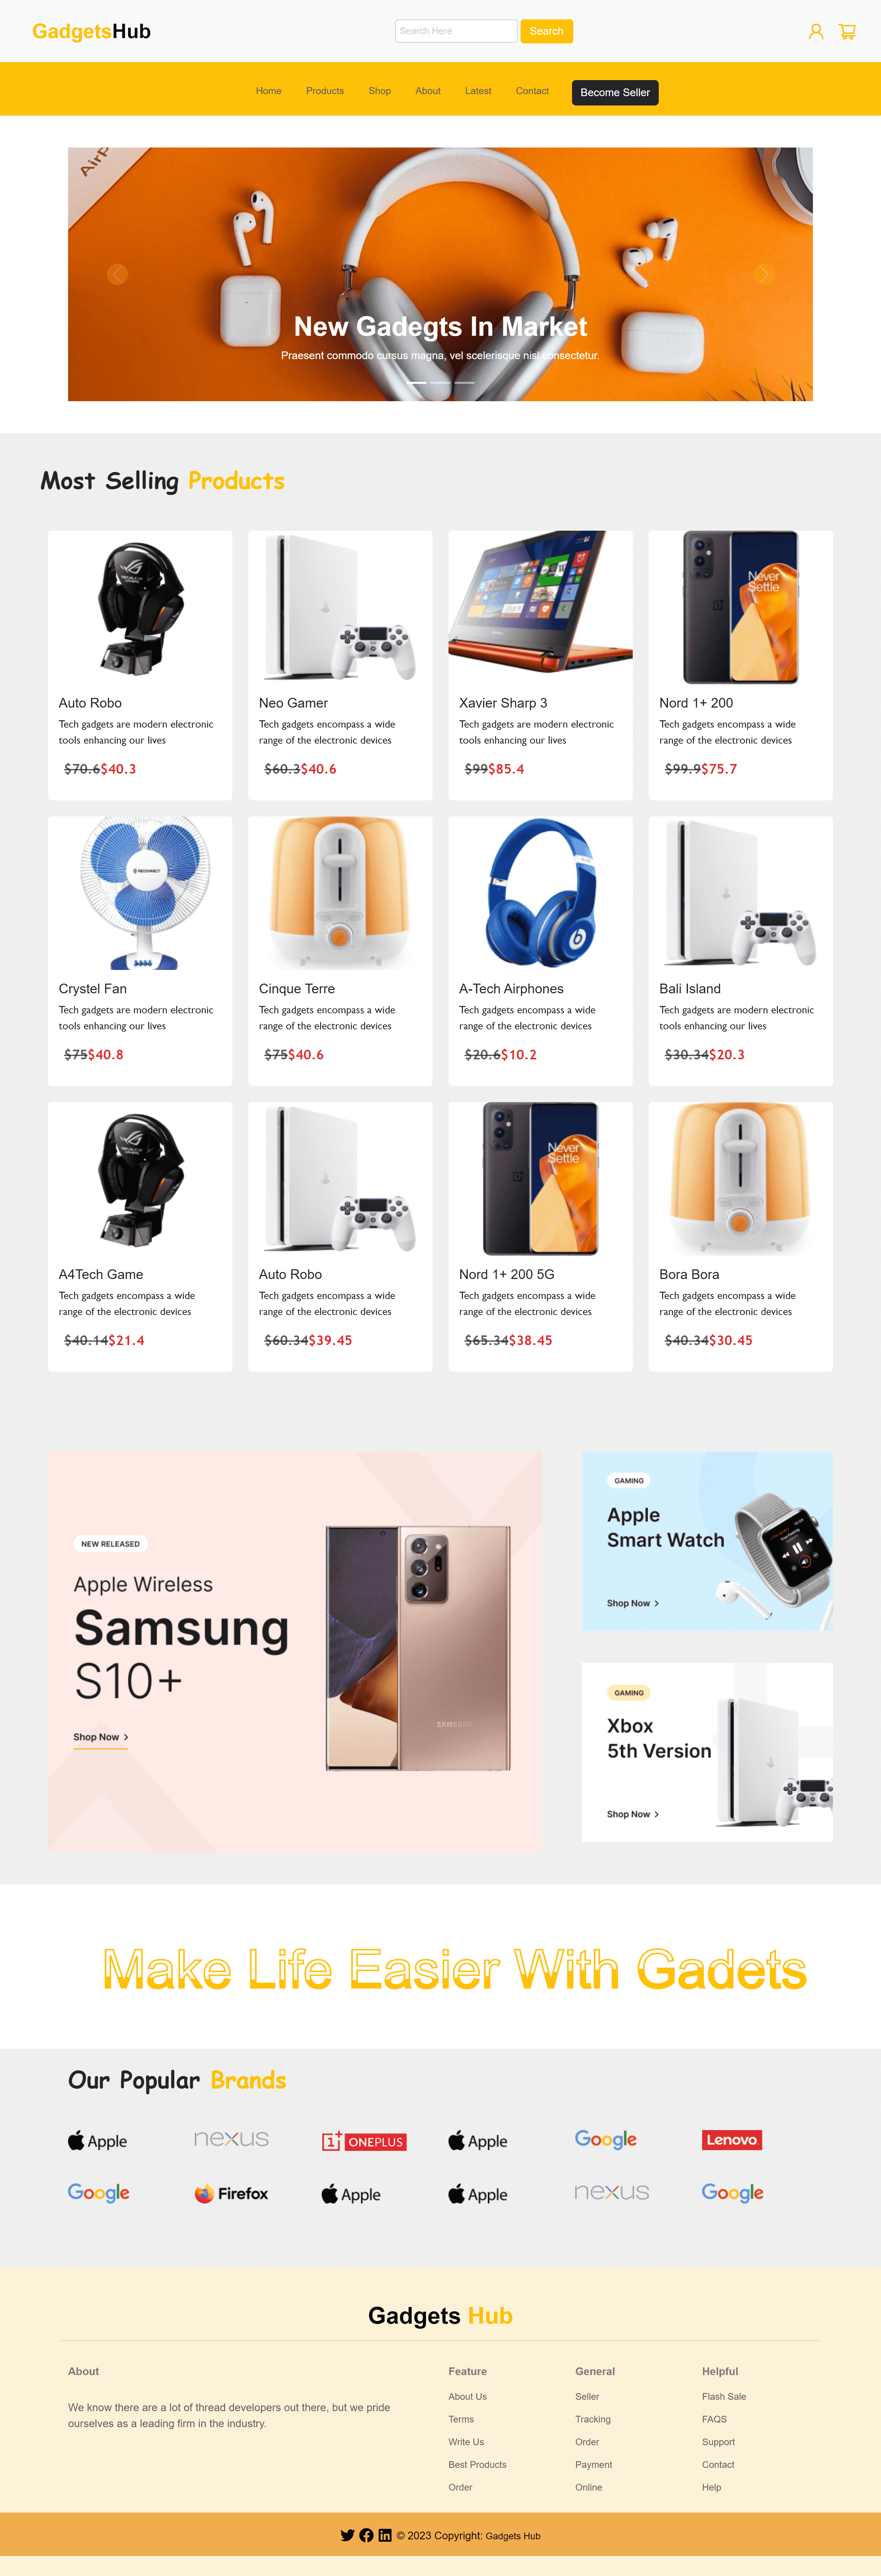 GadgetsHub
Search Here
Search
Home Products Shop About Latest Contact Become Seller
Airp
New Gadegts In Market
Praesent commodo cursus magna, vel scelerisque nisl consectetur.
Most Selling Products
Never
Settle
Auto Robo
Tech gadgets are modern electronic
tools enhancing our lives
$70.6$40.3
Neo Gamer
Tech gadgets encompass a wide
range of the electronic devices
$60.3$40.6
Xavier Sharp 3
Tech gadgets are modern electronic
tools enhancing our lives
$99$85.4
Nord 1+ 200
Tech gadgets encompass a wide
range of the electronic devices
$99.9$75.7
Crystel Fan
Tech gadgets are modern electronic
tools enhancing our lives
$75$40.8
Cinque Terre
Tech gadgets encompass a wide
range of the electronic devices
$75$40.6
A-Tech Airphones
Tech gadgets encompass a wide
range of the electronic devices
$20.6$10.2
Bali Island
Tech gadgets are modern electronic
tools enhancing our lives
$30.34$20.3
Never
Settle
A4Tech Game
Tech gadgets encompass a wide
range of the electronic devices
$40.14$21.4
Auto Robo
Tech gadgets encompass a wide
range of the electronic devices
$60.34$39.45
Nord 1+ 200 5G
Tech gadgets encompass a wide
range of the electronic devices
$65.34$38.45
Bora Bora
Tech gadgets encompass a wide
range of the electronic devices
$40.34$30.45
NEW RELEASED
Apple Wireless
Samsung
S10+
Shop Now
SAMSUNG
GAMING
Apple
Smart Watch
Shop Now
GAMING
Xbox
5th Version
Shop Now
Make Life Easier With Gadets
Our Popular Brands
Apple nexus 1+ ONEPLUS Apple Google Lenovo
Google Firefox Apple Apple nexus Google
Gadgets Hub
About
We know there are a lot of thread developers out there, but we pride
ourselves as a leading firm in the industry.
Feature
About Us
Terms
Write Us
Best Products
Order
General
Seller
Tracking
Order
Payment
Online
Helpful
Flash Sale
FAQS
Support
Contact
Help
© 2023 Copyright: Gadgets Hub